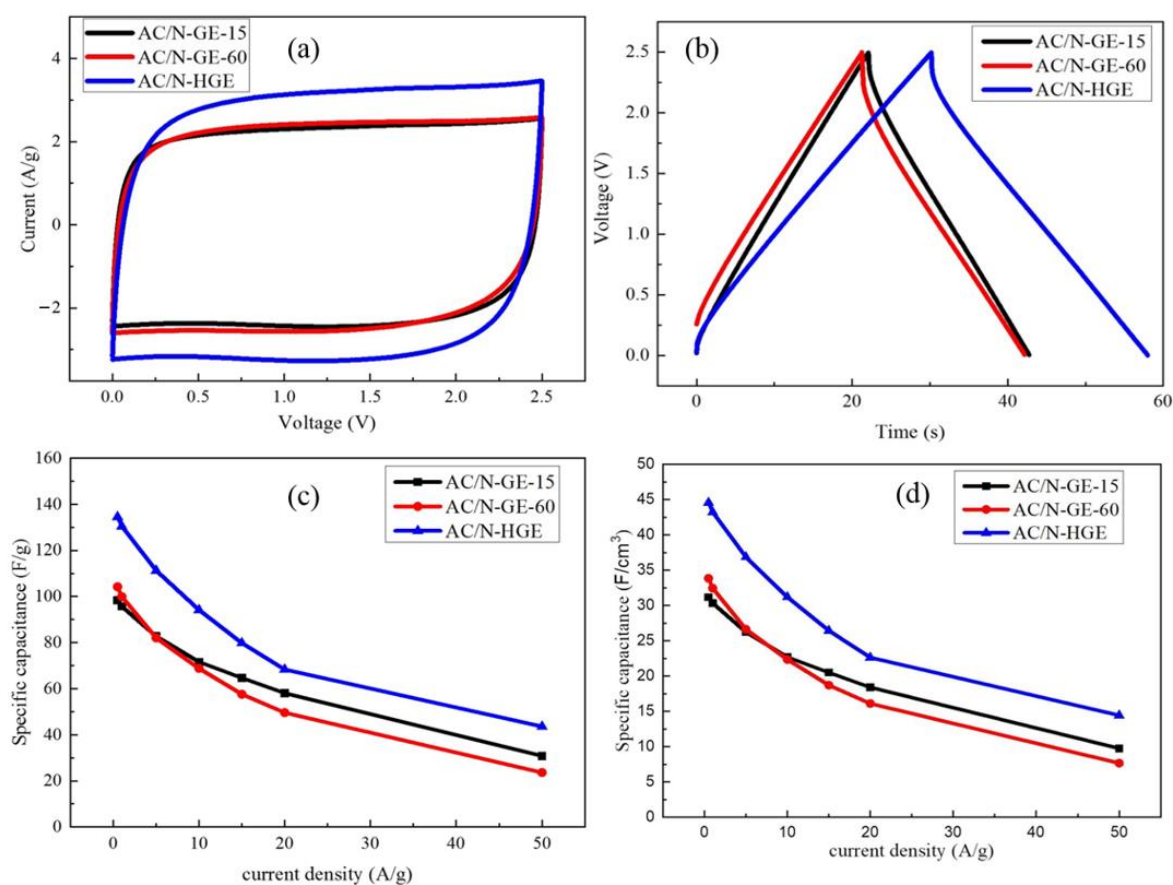 (a)
AC/N-GE-15
AC/N-GE-60
AC/N-HGE
4
2
0
−2
Current (A/g)
0.0 0.5 1.0 1.5 2.0 2.5
Voltage (V)
(b)
AC/N-GE-15
AC/N-GE-60
AC/N-HGE
2.5
2.0
1.5
1.0
0.5
0.0
Voltage (V)
0 20 40 60
Time (s)
(c)
AC/N-GE-15
AC/N-GE-60
AC/N-HGE
160
140
120
100
80
60
40
20
0
Specific capacitance (F/g)
0 10 20 30 40 50
current density (A/g)
(d)
AC/N-GE-15
AC/N-GE-60
AC/N-HGE
50
45
40
35
30
25
20
15
10
5
0
Specific capacitance (F/cm³)
0 10 20 30 40 50
current density (A/g)